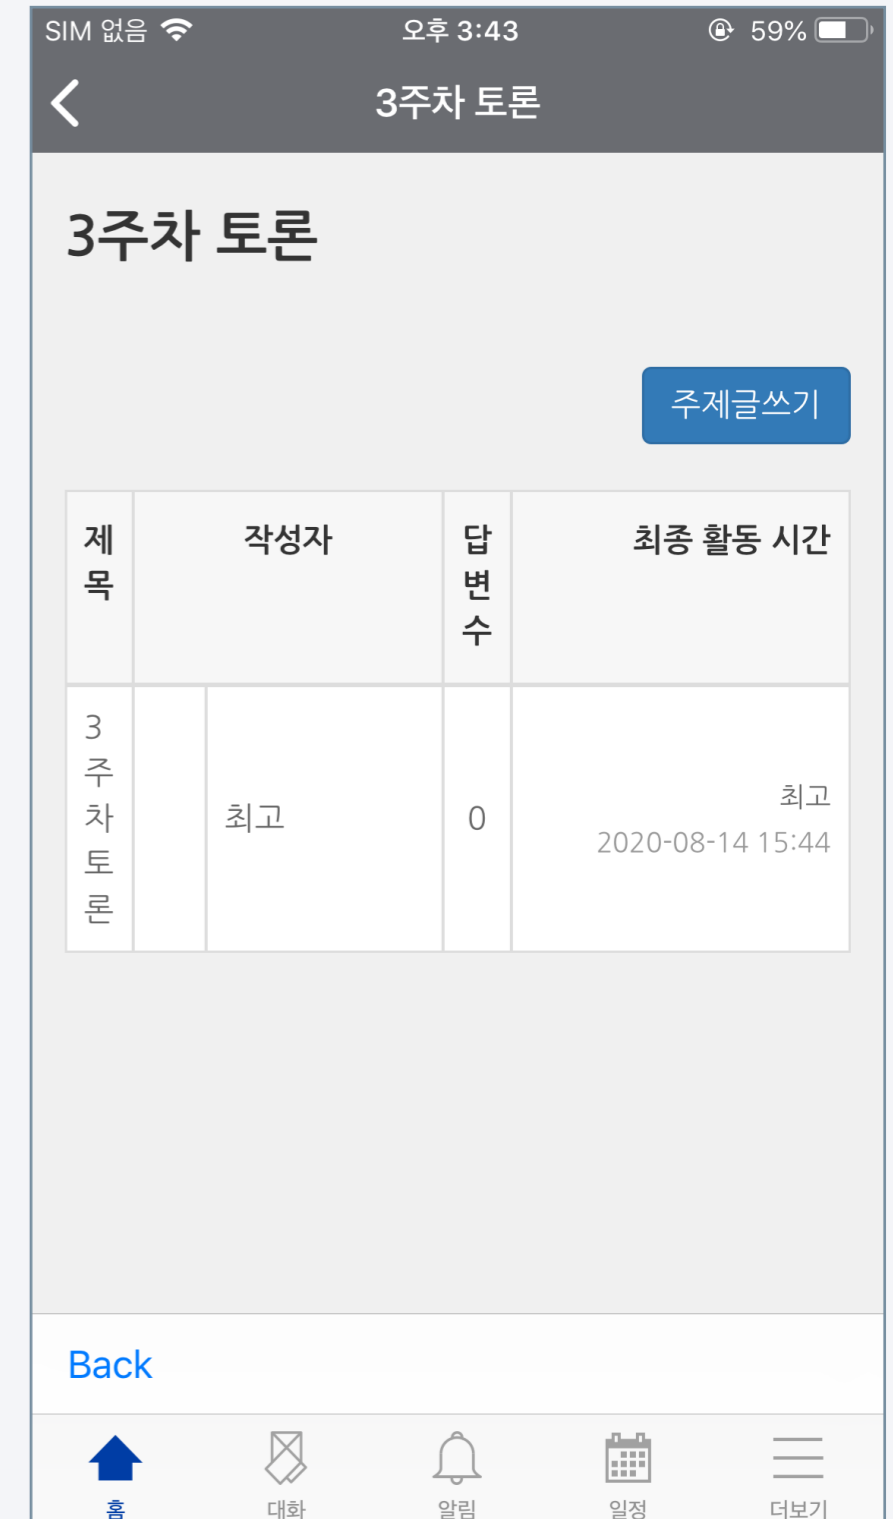 SIM 없음 오후 3:43 59%
3주차 토론
3주차 토론
주제글쓰기
제
목
작성자
답
변
수
최종 활동 시간
3
주
차
토
론
최고
0
최고
2020-08-14 15:44
Back
홈 대화 알림 일정 더보기